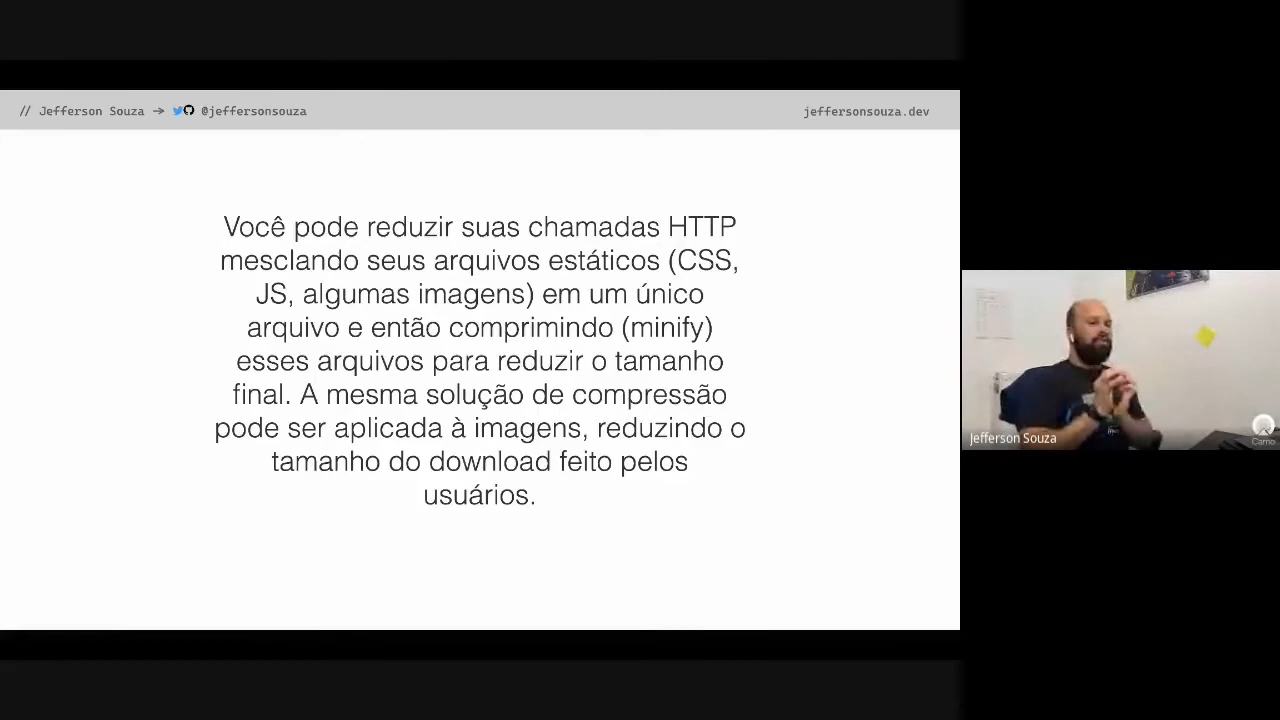 // Jefferson Souza → @jeffersonsouza
jeffersonsouza.dev
Você pode reduzir suas chamadas HTTP
mesclando seus arquivos estáticos (CSS,
JS, algumas imagens) em um único
arquivo e então comprimindo (minify)
esses arquivos para reduzir o tamanho
final. A mesma solução de compressão
pode ser aplicada à imagens, reduzindo o
tamanho do download feito pelos
usuários.
Jefferson Souza
Camo